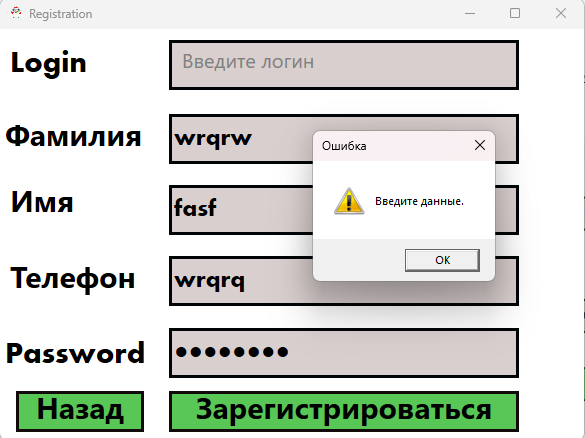 Registration
Login
Введите логин
Фамилия
wrqrw
Ошибка
Введите данные.
OK
Имя
fasf
Телефон
wrqrq
Password
●●●●●●●●
Назад
Зарегистрироваться